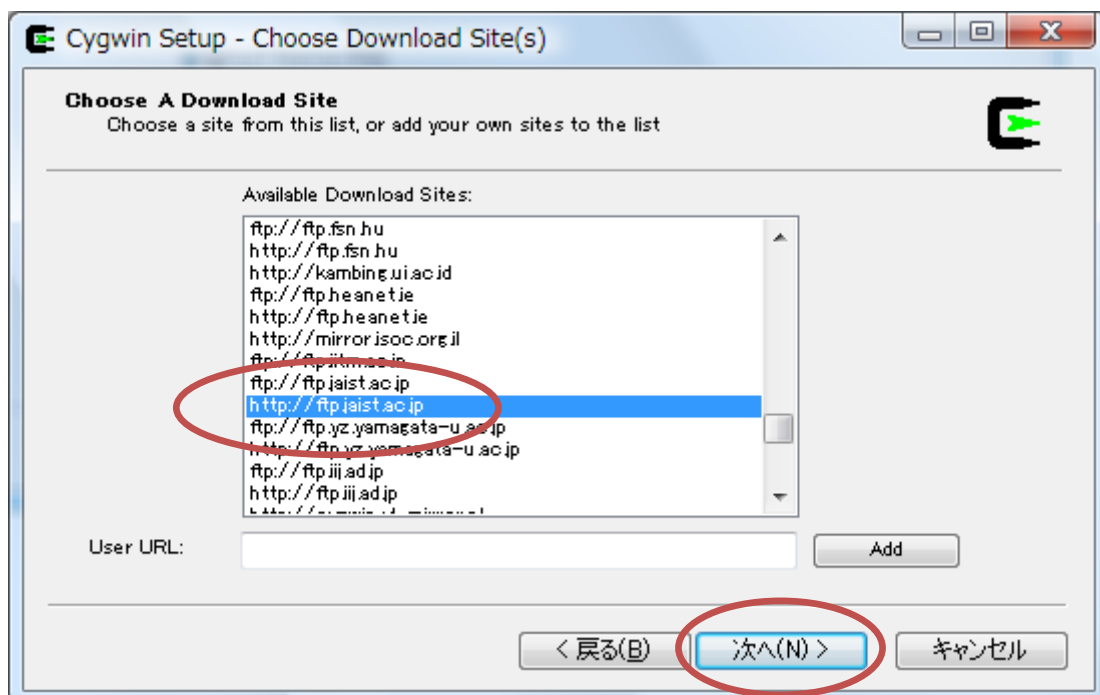 Cygwin Setup - Choose Download Site(s)
Choose A Download Site
Choose a site from this list, or add your own sites to the list
Available Download Sites:
ftp://ftp.fsn.hu
http://ftp.fsn.hu
http://kambing.ui.ac.id
ftp://ftp.heanet.ie
http://ftp.heanet.ie
http://mirror.isoc.org.il
ftp://ftp.jaist.ac.jp
http://ftp.jaist.ac.jp
ftp://ftp.yz.yamagata-u.ac.jp
http://ftp.yz.yamagata-u.ac.jp
ftp://ftp.iij.ad.jp
http://ftp.iij.ad.jp
User URL:
Add
< 戻る(B)
次へ(N) >
キャンセル